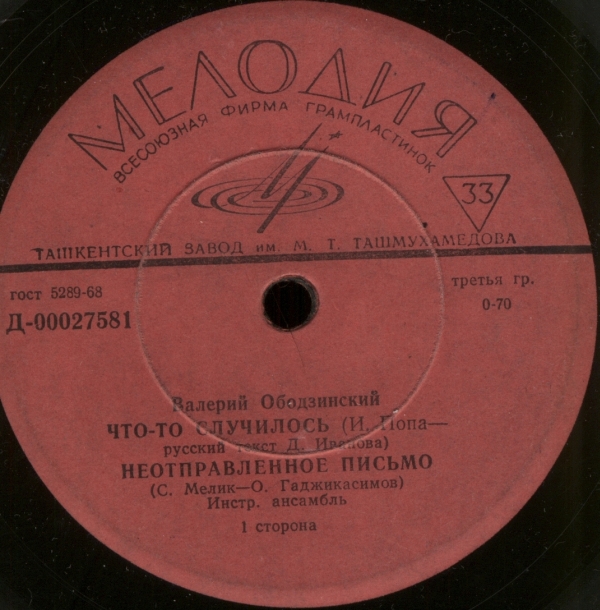 МЕЛОДИЯ
ВСЕСОЮЗНАЯ ФИРМА ГРАМПЛАСТИНОК
33
ТАШКЕНТСКИЙ ЗАВОД им. М. Т. ТАШМУХАМЕДОВА
гост 5289-68
третья гр.
Д-00027581
0-70
Валерий Ободзинский
ЧТО-ТО СЛУЧИЛОСЬ (И. Попа—
русский текст Д. Иванова)
НЕОТПРАВЛЕННОЕ ПИСЬМО
(С. Мелик—О. Гаджикасимов)
Инстр. ансамбль
1 сторона